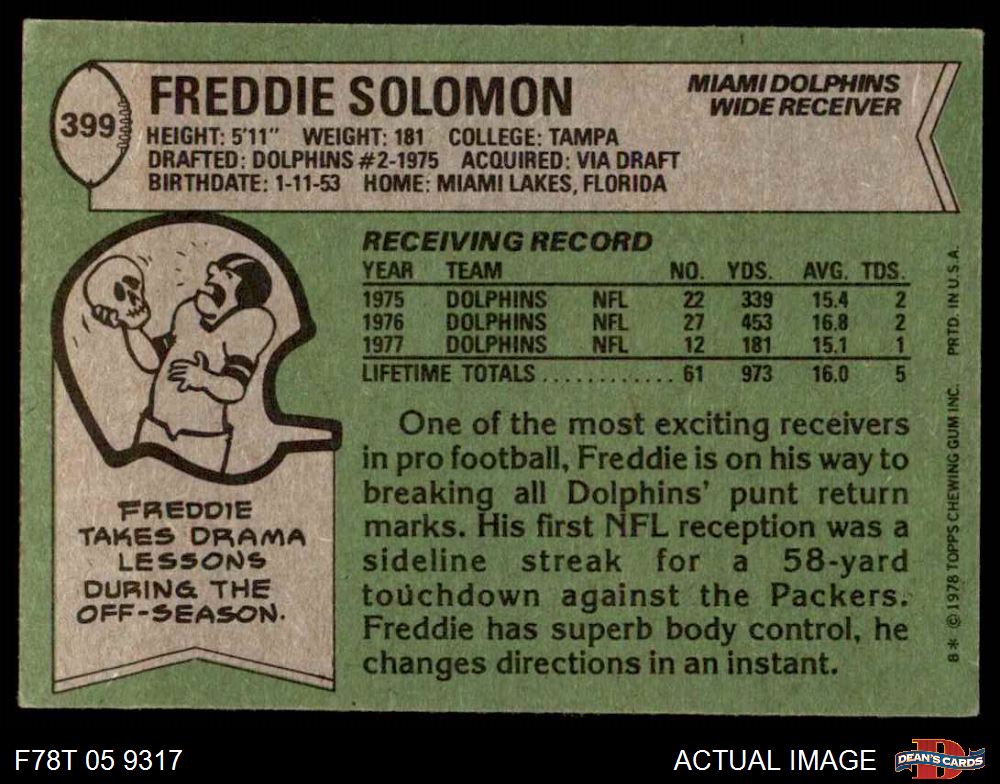 399
FREDDIE SOLOMON
MIAMI DOLPHINS
WIDE RECEIVER
HEIGHT: 5'11" WEIGHT: 181 COLLEGE: TAMPA
DRAFTED: DOLPHINS #2-1975 ACQUIRED: VIA DRAFT
BIRTHDATE: 1-11-53 HOME: MIAMI LAKES, FLORIDA
RECEIVING RECORD
YEAR TEAM NO. YDS. AVG. TDS.
1975 DOLPHINS NFL 22 339 15.4 2
1976 DOLPHINS NFL 27 453 16.8 2
1977 DOLPHINS NFL 12 181 15.1 1
LIFETIME TOTALS ............ 61 973 16.0 5
One of the most exciting receivers
in pro football, Freddie is on his way to
breaking all Dolphins' punt return
marks. His first NFL reception was a
sideline streak for a 58-yard
touchdown against the Packers.
Freddie has superb body control, he
changes directions in an instant.
FREDDIE
TAKES DRAMA
LESSONS
DURING THE
OFF-SEASON.
8* © 1978 TOPPS CHEWING GUM INC. PRTD. IN U.S.A.
F78T 05 9317
ACTUAL IMAGE
DEAN'S CARDS